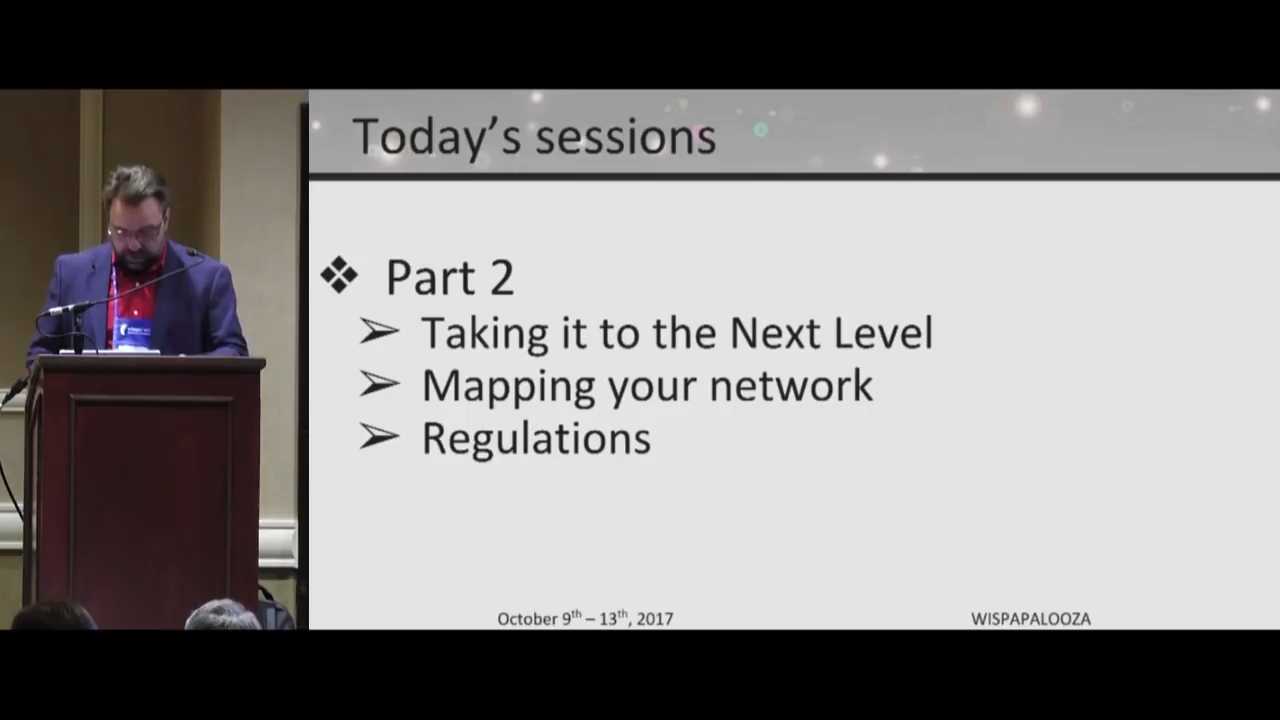 Today's sessions
Part 2
Taking it to the Next Level
Mapping your network
Regulations
October 9th – 13th, 2017
WISPAPALOOZA